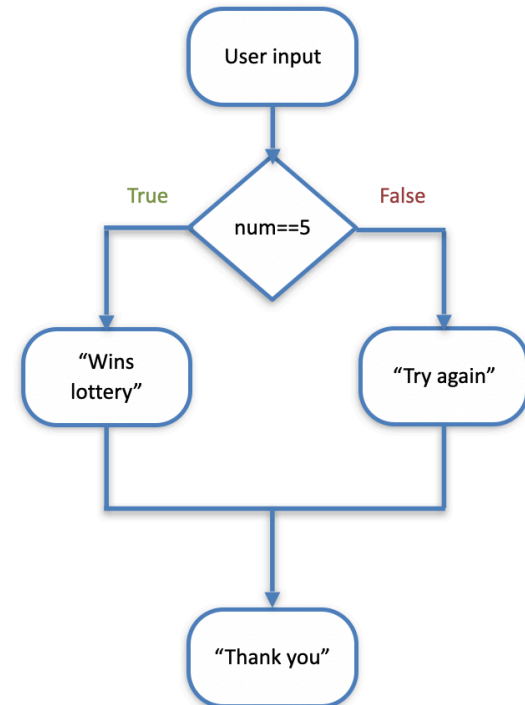 User input
True
False
num==5
“Wins
lottery”
“Try again”
“Thank you”